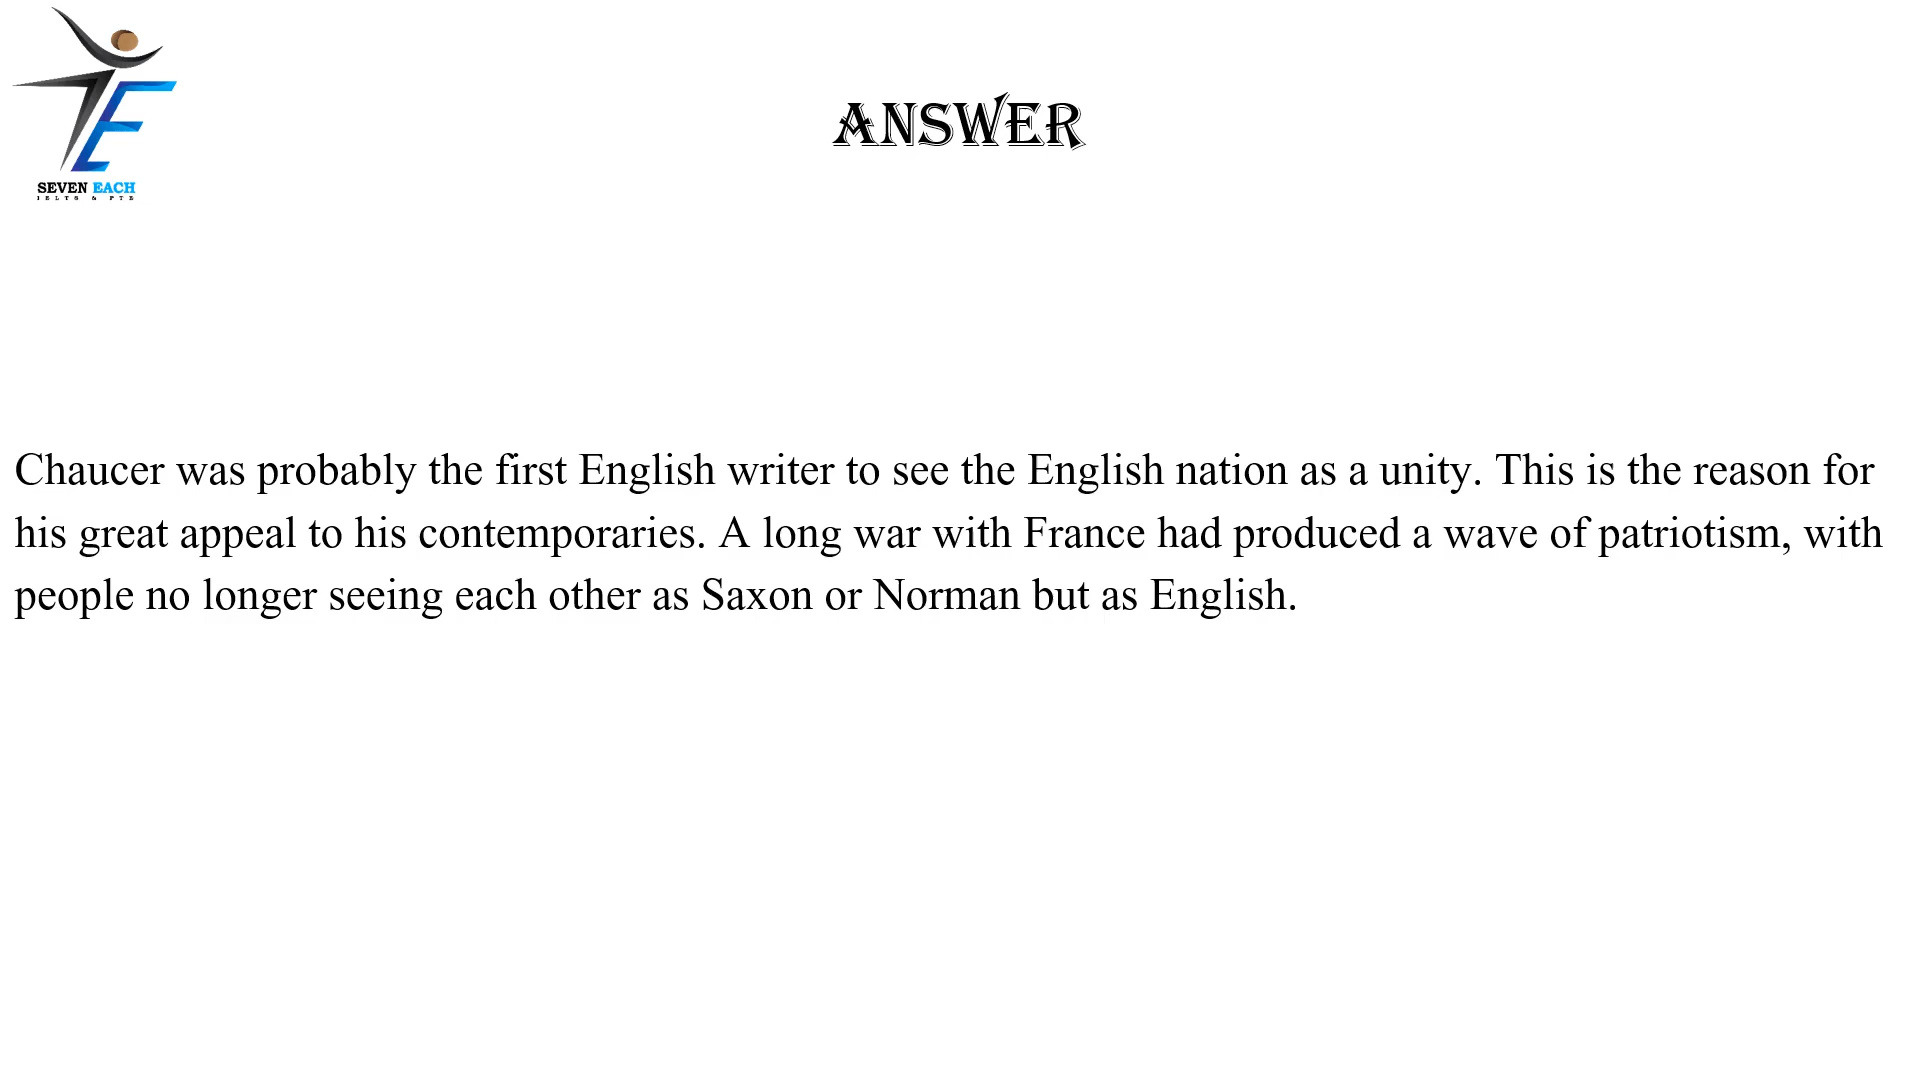 SEVEN EACH
IELTS & PTE
ANSWER
Chaucer was probably the first English writer to see the English nation as a unity. This is the reason for
his great appeal to his contemporaries. A long war with France had produced a wave of patriotism, with
people no longer seeing each other as Saxon or Norman but as English.